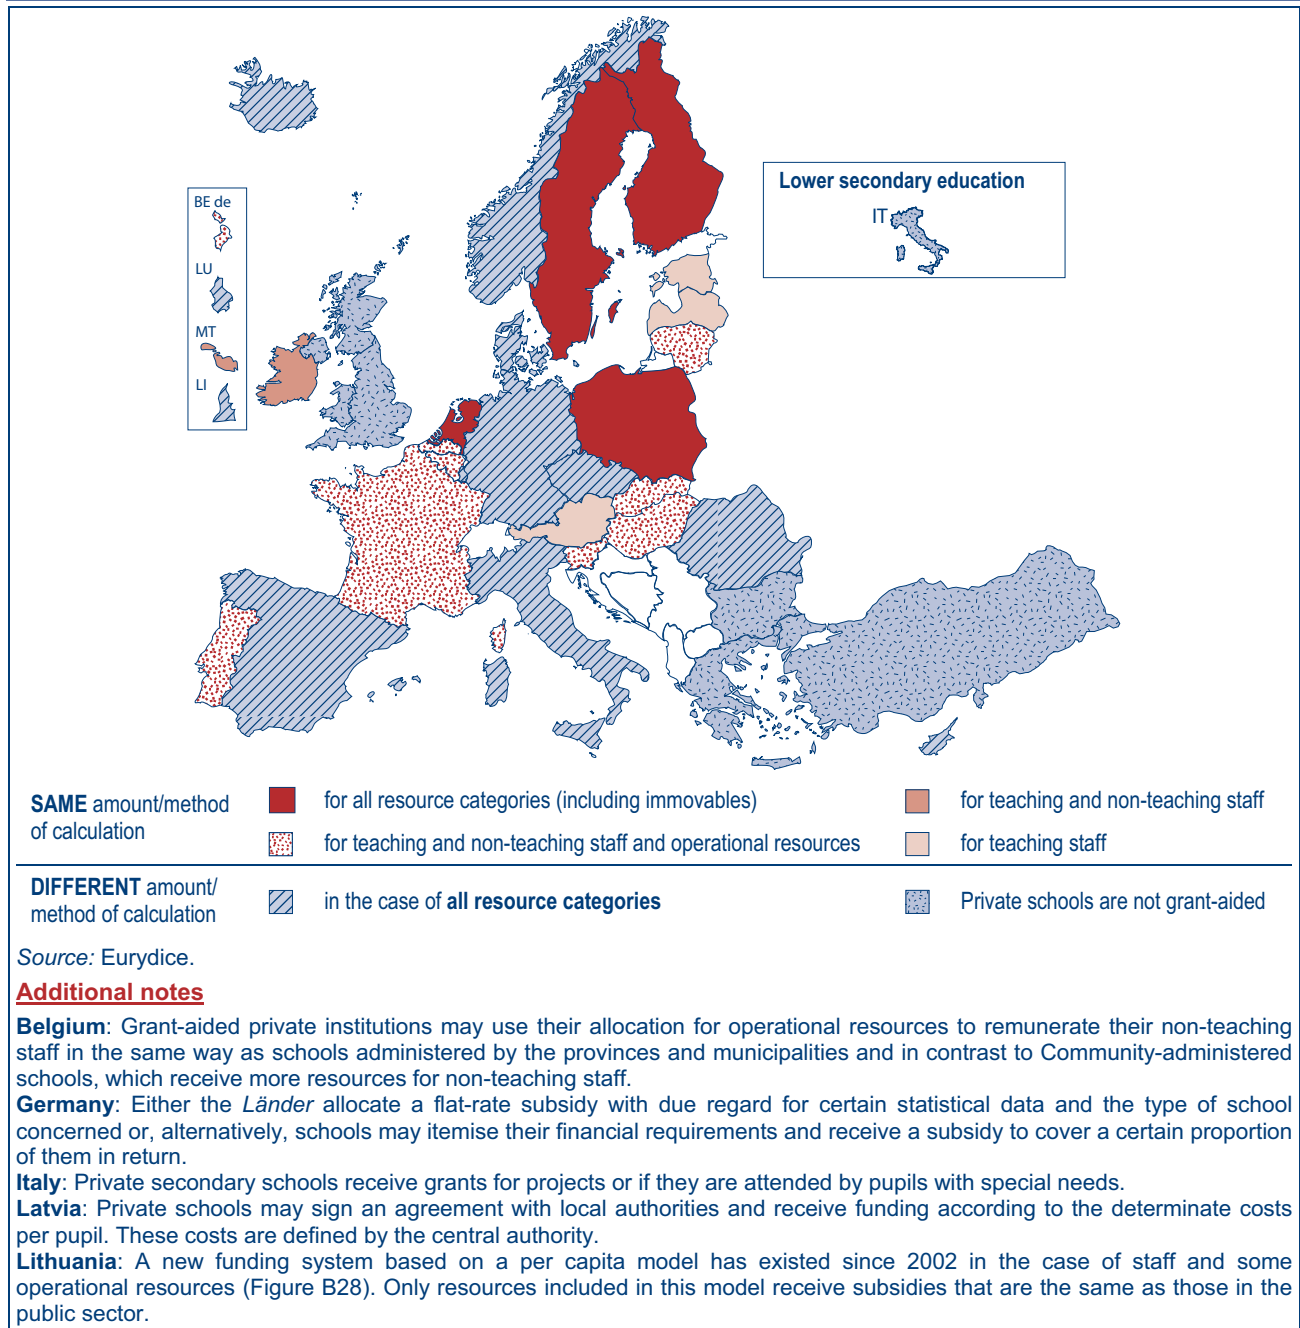 Lower secondary education
IT
BE de
LU
MT
LI
SAME amount/method
of calculation
for all resource categories (including immovables)
for teaching and non-teaching staff
for teaching and non-teaching staff and operational resources
for teaching staff
DIFFERENT amount/
method of calculation
in the case of all resource categories
Private schools are not grant-aided
Source: Eurydice.
Additional notes
Belgium: Grant-aided private institutions may use their allocation for operational resources to remunerate their non-teaching
staff in the same way as schools administered by the provinces and municipalities and in contrast to Community-administered
schools, which receive more resources for non-teaching staff.
Germany: Either the Länder allocate a flat-rate subsidy with due regard for certain statistical data and the type of school
concerned or, alternatively, schools may itemise their financial requirements and receive a subsidy to cover a certain proportion
of them in return.
Italy: Private secondary schools receive grants for projects or if they are attended by pupils with special needs.
Latvia: Private schools may sign an agreement with local authorities and receive funding according to the determinate costs
per pupil. These costs are defined by the central authority.
Lithuania: A new funding system based on a per capita model has existed since 2002 in the case of staff and some
operational resources (Figure B28). Only resources included in this model receive subsidies that are the same as those in the
public sector.